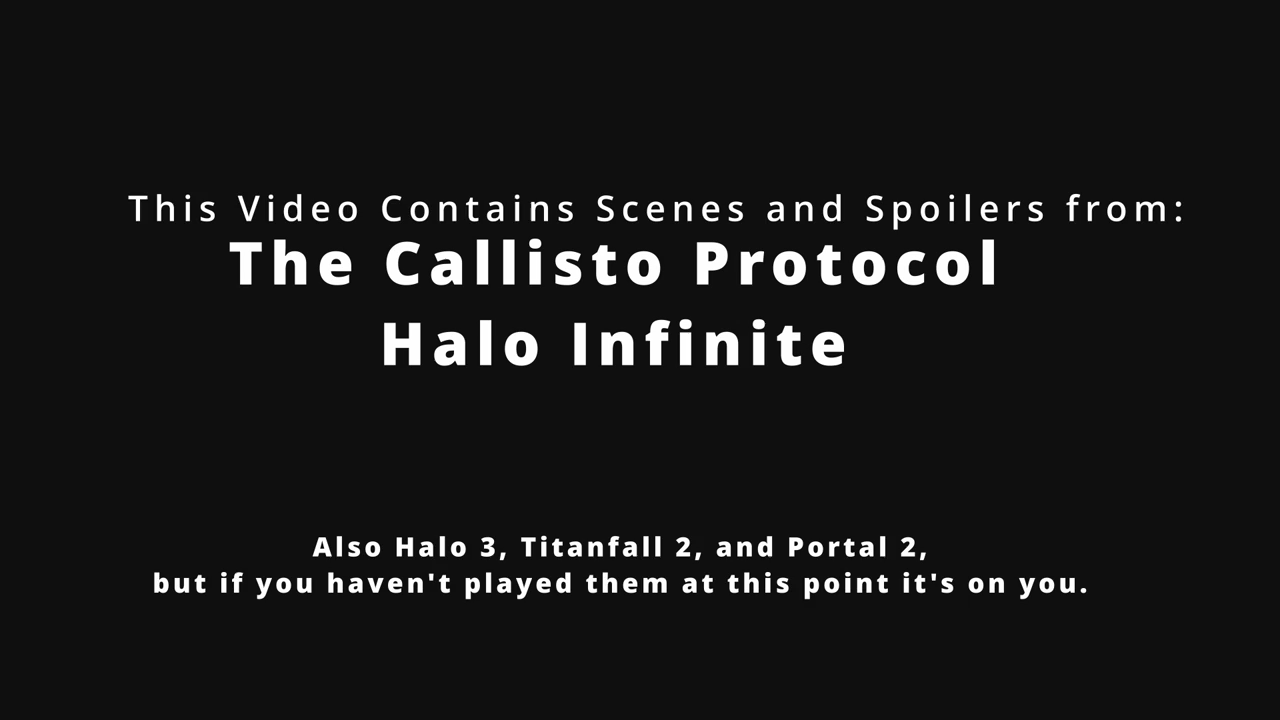 This Video Contains Scenes and Spoilers from:
The Callisto Protocol
Halo Infinite
Also Halo 3, Titanfall 2, and Portal 2,
but if you haven't played them at this point it's on you.